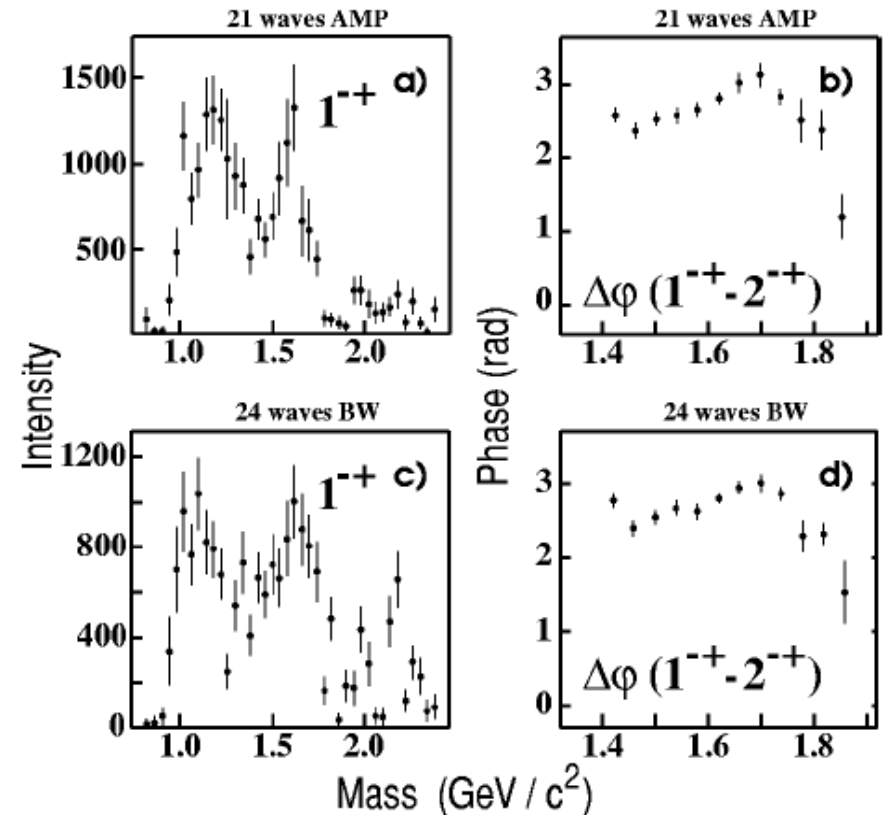 21 waves AMP
1500
1000
500
1.0 1.5 2.0
1⁻⁺ a)
21 waves AMP
3
2
1
0
1.4 1.6 1.8
b)
Δφ (1⁻⁺-2⁻⁺)
24 waves BW
1200
800
400
0
1.0 1.5 2.0
1⁻⁺ c)
24 waves BW
3
2
1
0
1.4 1.6 1.8
d)
Δφ (1⁻⁺-2⁻⁺)
Intensity
Phase (rad)
Mass (GeV / c²)